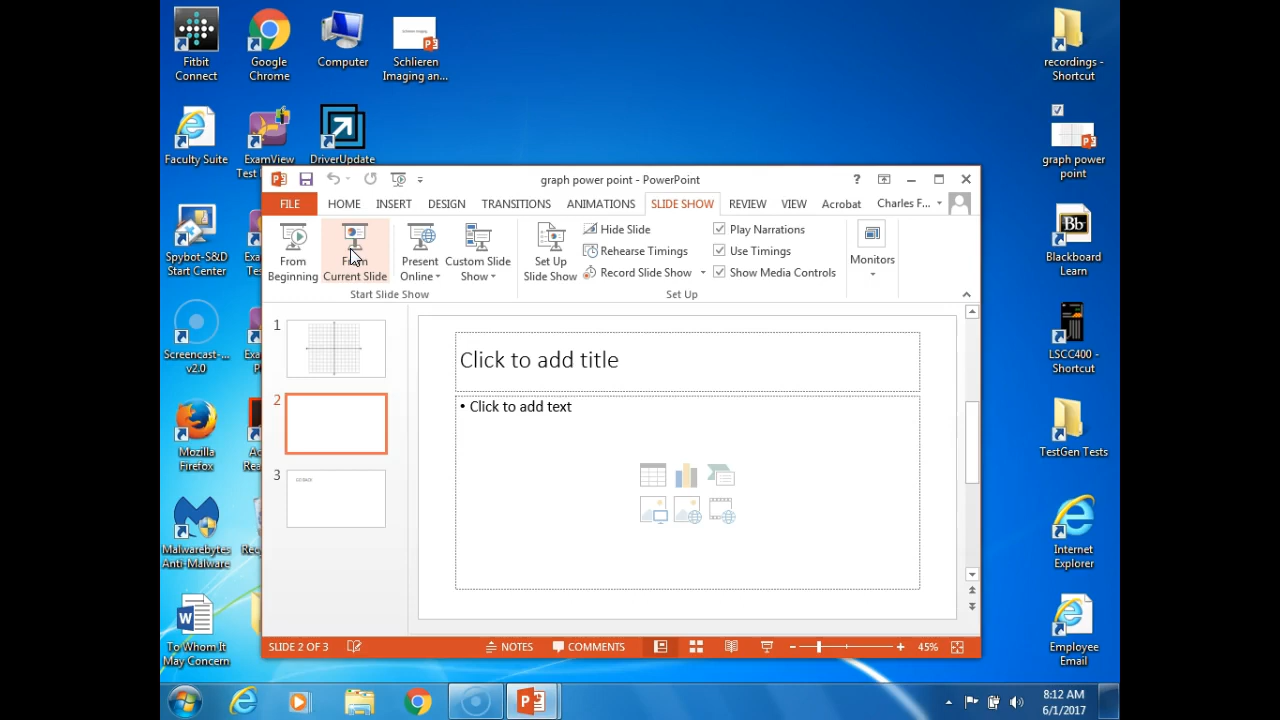 Fitbit Connect
Google Chrome
Computer
Schlieren Imaging an...
recordings - Shortcut
Faculty Suite
ExamView
Test
DriverUpdate
graph power point
graph power point - PowerPoint
?
FILE HOME INSERT DESIGN TRANSITIONS ANIMATIONS SLIDE SHOW REVIEW VIEW Acrobat Charles F...
From Beginning
From Current Slide
Present Online
Custom Slide Show
Set Up Slide Show
Hide Slide
Rehearse Timings
Record Slide Show
Play Narrations
Use Timings
Show Media Controls
Monitors
Start Slide Show
Set Up
Spybot-S&D Start Center
Blackboard Learn
1
2
3
Click to add title
• Click to add text
Screencast-... v2.0
LSCC400 - Shortcut
Mozilla Firefox
TestGen Tests
Malwarebytes Anti-Malware
Internet Explorer
To Whom It May Concern
Employee Email
SLIDE 2 OF 3
NOTES
COMMENTS
45%
8:12 AM
6/1/2017